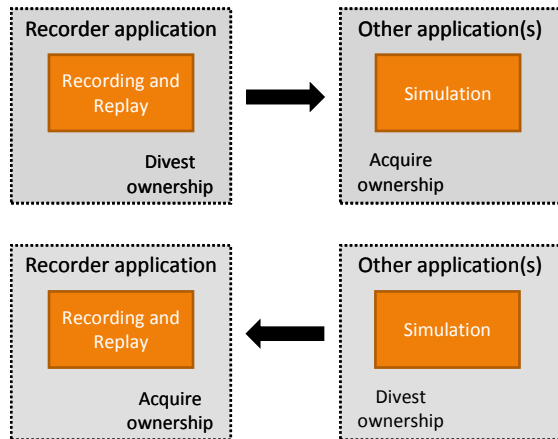 Recorder application
Recording and
Replay
Divest
ownership
Other application(s)
Simulation
Acquire
ownership
Recorder application
Recording and
Replay
Acquire
ownership
Other application(s)
Simulation
Divest
ownership